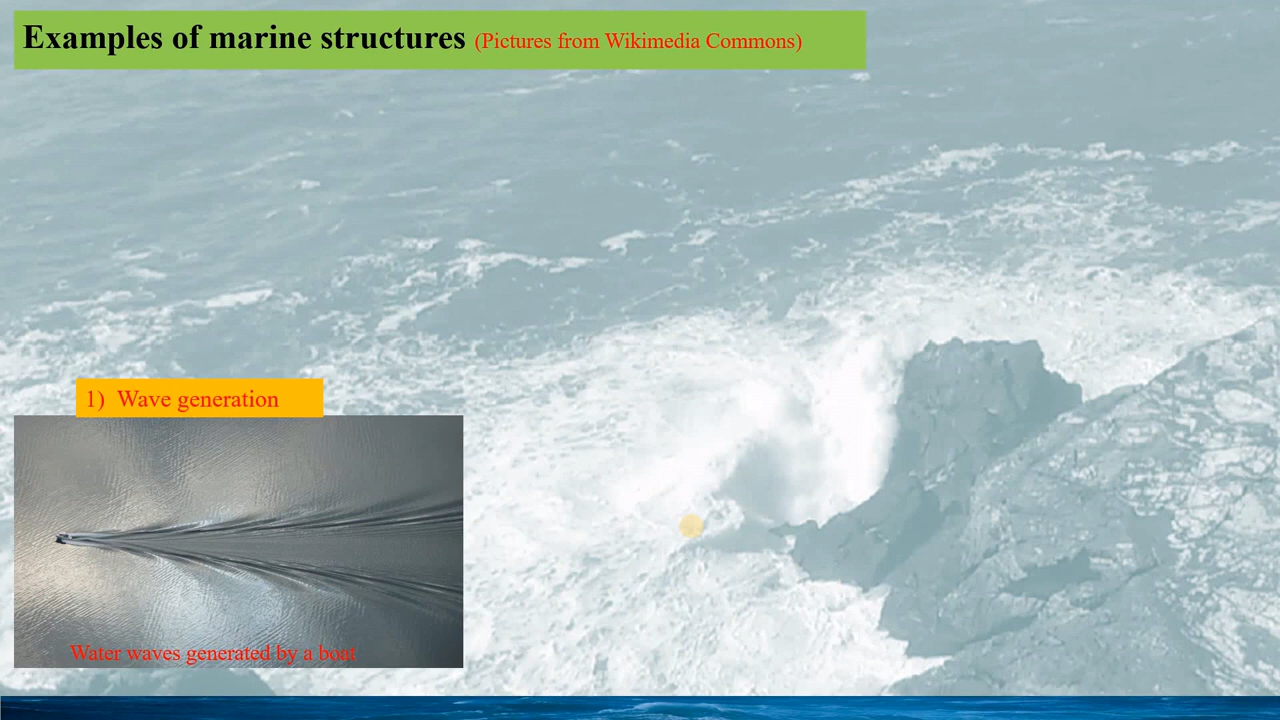 Examples of marine structures (Pictures from Wikimedia Commons)
1) Wave generation
Water waves generated by a boat